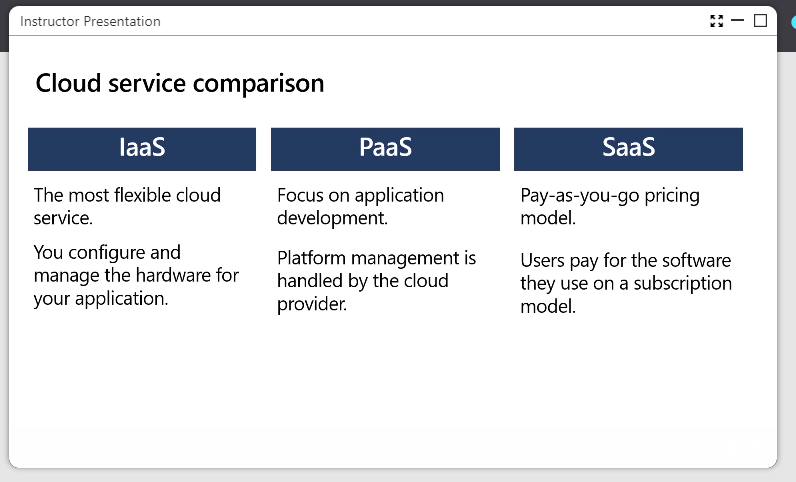 Instructor Presentation
Cloud service comparison
IaaS
The most flexible cloud
service.
You configure and
manage the hardware for
your application.
PaaS
Focus on application
development.
Platform management is
handled by the cloud
provider.
SaaS
Pay-as-you-go pricing
model.
Users pay for the software
they use on a subscription
model.